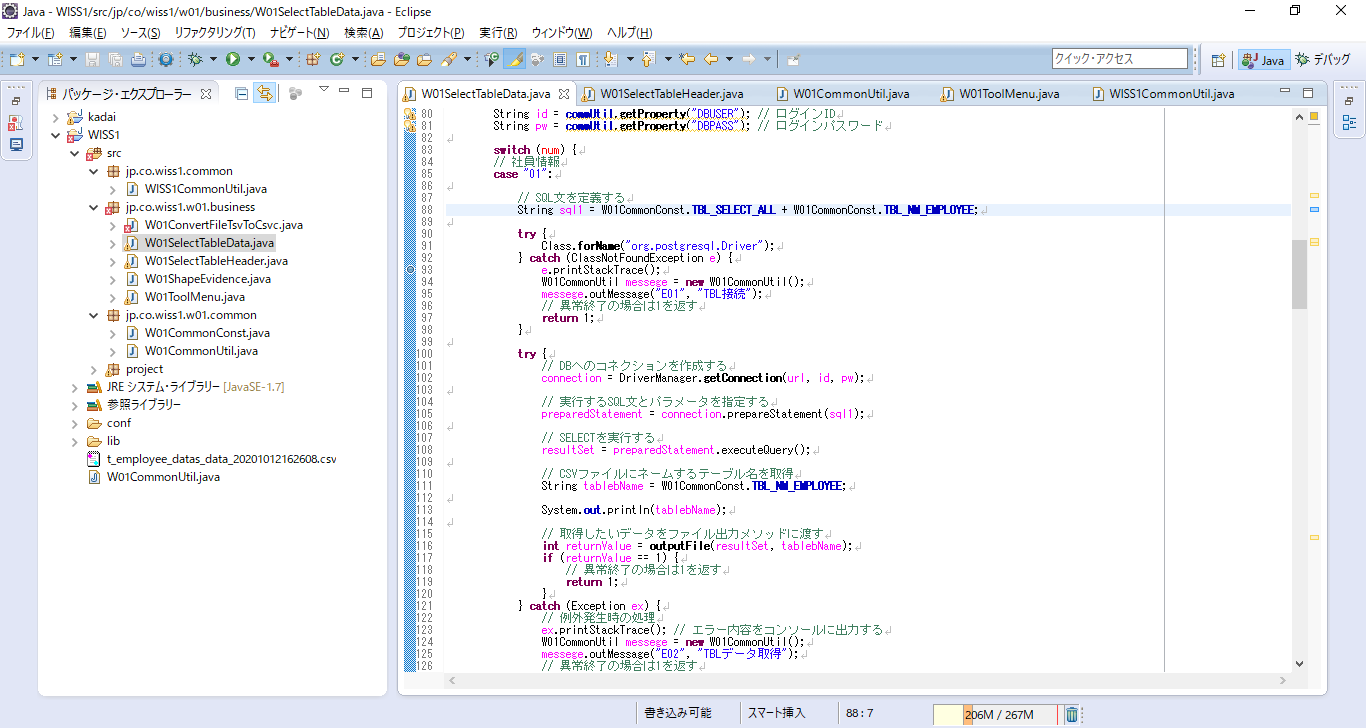 Java - WISS1/src/jp/co/wiss1/w01/business/W01SelectTableData.java - Eclipse
ファイル(F) 編集(E) ソース(S) リファクタリング(T) ナビゲート(N) 検索(A) プロジェクト(P) 実行(R) ウィンドウ(W) ヘルプ(H)
クイック・アクセス Java デバッグ
パッケージ・エクスプローラー
kadai
WISS1
src
jp.co.wiss1.common
WISS1CommonUtil.java
jp.co.wiss1.w01.business
W01ConvertFileTsvToCsvc.java
W01SelectTableData.java
W01SelectTableHeader.java
W01ShapeEvidence.java
W01ToolMenu.java
jp.co.wiss1.w01.common
W01CommonConst.java
W01CommonUtil.java
project
JRE システム・ライブラリー [JavaSE-1.7]
参照ライブラリー
conf
lib
t_employee_datas_data_20201012162608.csv
W01CommonUtil.java
W01SelectTableData.java W01SelectTableHeader.java W01CommonUtil.java W01ToolMenu.java WISS1CommonUtil.java
80 String id = commUtil.getProperty("DBUSER"); // ログインID
81 String pw = commUtil.getProperty("DBPASS"); // ログインパスワード
82
83 switch (num) {
84 // 社員情報
85 case "01":
86
87 // SQL文を定義する
88 String sql1 = W01CommonConst.TBL_SELECT_ALL + W01CommonConst.TBL_NM_EMPLOYEE;
89
90 try {
91 Class.forName("org.postgresql.Driver");
92 } catch (ClassNotFoundException e) {
93 e.printStackTrace();
94 W01CommonUtil messege = new W01CommonUtil();
95 messege.outMessage("E01", "TBL接続");
96 // 異常終了の場合は1を返す
97 return 1;
98 }
99
100 try {
101 // DBへのコネクションを作成する
102 connection = DriverManager.getConnection(url, id, pw);
103
104 // 実行するSQL文とパラメータを指定する
105 preparedStatement = connection.prepareStatement(sql1);
106
107 // SELECTを実行する
108 resultSet = preparedStatement.executeQuery();
109
110 // CSVファイルにネームするテーブル名を取得
111 String tablebName = W01CommonConst.TBL_NM_EMPLOYEE;
112
113 System.out.println(tablebName);
114
115 // 取得したいデータをファイル出力メソッドに渡す
116 int returnValue = outputFile(resultSet, tablebName);
117 if (returnValue == 1) {
118 // 異常終了の場合は1を返す
119 return 1;
120 }
121 } catch (Exception ex) {
122 // 例外発生時の処理
123 ex.printStackTrace(); // エラー内容をコンソールに出力する
124 W01CommonUtil messege = new W01CommonUtil();
125 messege.outMessage("E02", "TBLデータ取得");
126 // 異常終了の場合は1を返す
書き込み可能 スマート挿入 88 : 7 206M / 267M